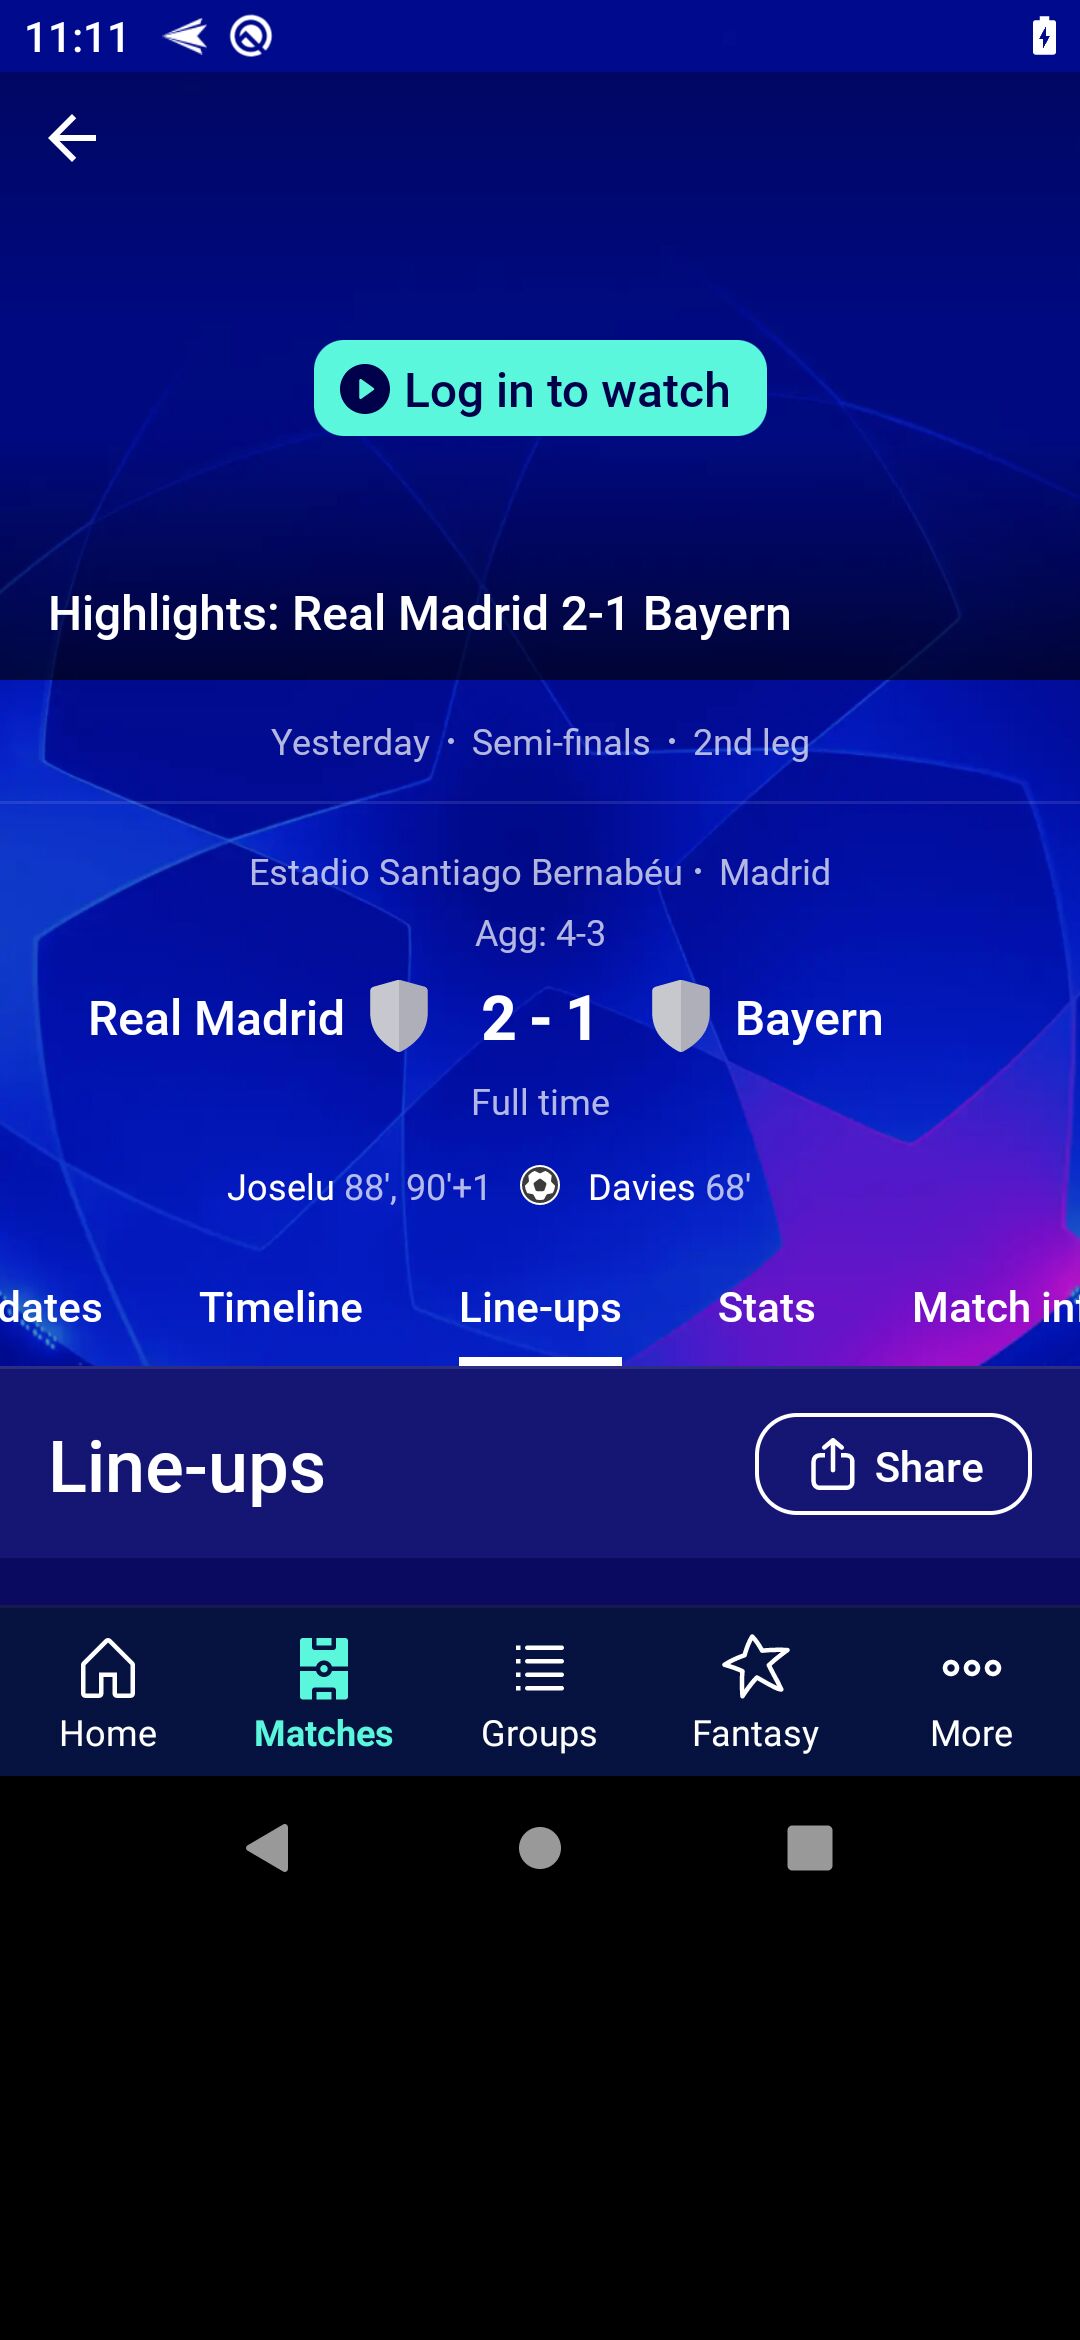 11:11
Log in to watch
Highlights: Real Madrid 2-1 Bayern
Yesterday • Semi-finals • 2nd leg
Estadio Santiago Bernabéu • Madrid
Agg: 4-3
Real Madrid 2 - 1 Bayern
Full time
Joselu 88', 90'+1 Davies 68'
dates Timeline Line-ups Stats Match inf
Line-ups Share
Home Matches Groups Fantasy More